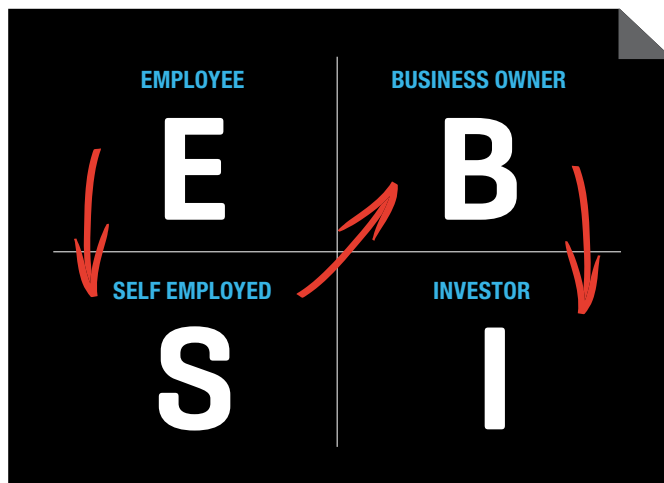 EMPLOYEE
E
BUSINESS OWNER
B
SELF EMPLOYED
S
INVESTOR
I